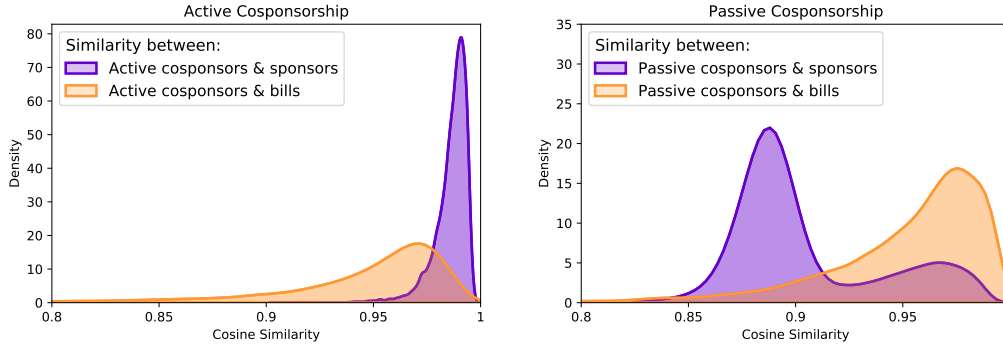 Active Cosponsorship
Similarity between:
Active cosponsors & sponsors
Active cosponsors & bills
Density
80
70
60
50
40
30
20
10
0
0.8
0.85
0.9
0.95
1
Cosine Similarity
Passive Cosponsorship
Similarity between:
Passive cosponsors & sponsors
Passive cosponsors & bills
Density
35
30
25
20
15
10
5
0
0.8
0.85
0.9
0.95
Cosine Similarity